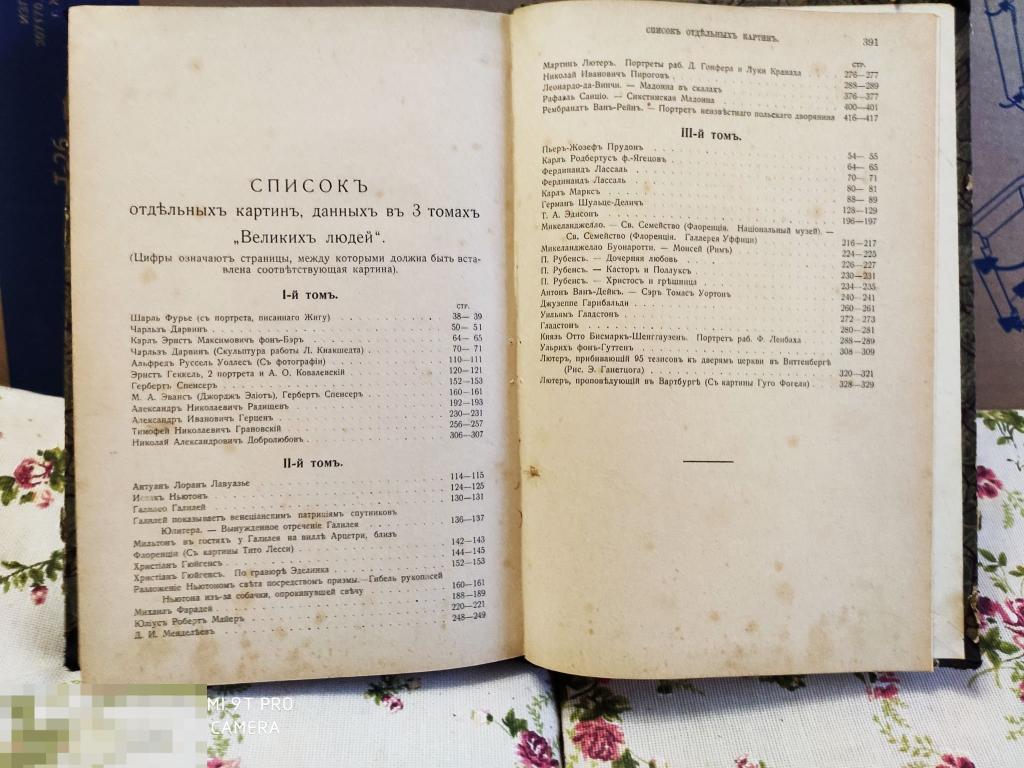 СПИСОКЪ
отдѣльныхъ картинъ, данныхъ въ 3 томахъ
„Великихъ людей“.
(Цифры означаютъ страницы, между которыми должна быть вста-
влена соотвѣтствующая картина).
I-й томъ.
СТР.
Шарль Фурье (съ портрета, писаннаго Жигу) 38— 39
Чарльзъ Дарвинъ 50— 51
Карлъ Эрнстъ Максимовичъ фонъ-Бэръ 64— 65
Чарльзъ Дарвинъ (Скульптура работы Л. Кнакшедта) 70— 71
Альфредъ Руссель Уоллесъ (Съ фотографіи) 110—111
Эрнстъ Геккель, 2 портрета и А. О. Ковалевскій 120—121
Гербертъ Спенсеръ 152—153
М. А. Эвансъ (Джорджъ Эліотъ), Гербертъ Спенсеръ 160—161
Александръ Николаевичъ Радищевъ 192—193
Александръ Ивановичъ Герценъ 230—231
Тимофей Николаевичъ Грановскій 256—257
Николай Александровичъ Добролюбовъ 306—307
II-й томъ.
Антуанъ Лоранъ Лавуазье 114—115
Исаакъ Ньютонъ 124—125
Галилео Галилей 130—131
Галилей показываетъ венеціанскимъ патриціямъ спутниковъ
Юпитера. — Вынужденное отреченіе Галилея 136—137
Мильтонъ въ гостяхъ у Галилея на виллѣ Арцетри, близъ
Флоренціи (Съ картины Тито Лесси) 142—143
Христіанъ Гюйгенсъ 144—145
Христіанъ Гюйгенсъ. По гравюрѣ Эделинка 152—153
Разложеніе Ньютономъ свѣта посредствомъ призмы.—Гибель рукописей
Ньютона изъ-за собачки, опрокинувшей свѣчу 160—161
Михаилъ Фарадей 188—189
Юліусъ Робертъ Майеръ 220—221
Д. И. Менделѣевъ 248—249
СПИСОКЪ ОТДѢЛЬНЫХЪ КАРТИНЪ. 391
СТР.
Мартинъ Лютеръ. Портреты раб. Д. Гопфера и Луки Кранаха 276—277
Николай Ивановичъ Пироговъ 288—289
Леонардо-да-Винчи. — Мадонна въ скалахъ 376—377
Рафаэль Санціо. — Сикстинская Мадонна 400—401
Рембрандтъ Ванъ-Рейнъ. — Портретъ неизвѣстнаго польскаго дворянина 416—417
III-й томъ.
Пьеръ-Жозефъ Прудонъ 54— 55
Карлъ Родбертусъ ф.-Ягецовъ 64— 65
Фердинандъ Лассаль 70— 71
Фердинандъ Лассаль 80— 81
Карлъ Марксъ 88— 89
Германъ Шульце-Деличъ 128—129
Т. А. Эдисонъ 196—197
Микеланджелло. — Св. Семейство (Флоренція. Національный музей). —
Св. Семейство (Флоренція. Галлерея Уффици) 216—217
Микеланджелло Буонаротти. — Моисей (Римъ) 224—225
П. Рубенсъ. — Дочерняя любовь 226—227
П. Рубенсъ. — Касторъ и Поллуксъ 230—231
П. Рубенсъ. — Христосъ и грѣшница 234—235
Антонъ Ванъ-Дейкъ. — Сэръ Томасъ Уортонъ 240—241
Джузеппе Гарибальди 260—261
Уильямъ Гладстонъ 272—273
Гладстонъ 280—281
Князь Отто Бисмаркъ-Шенггаузенъ. Портретъ раб. Ф. Ленбаха 288—289
Ульрихъ фонъ-Гуттенъ 308—309
Лютеръ, прибивающій 95 тезисовъ къ дверямъ церкви въ Виттенбергѣ
(Рис. Э. Ганетцога) 320—321
Лютеръ, проповѣдующій въ Вартбургѣ (Съ картины Гуго Фогеля) 328—329
MI 9T PRO
CAMERA